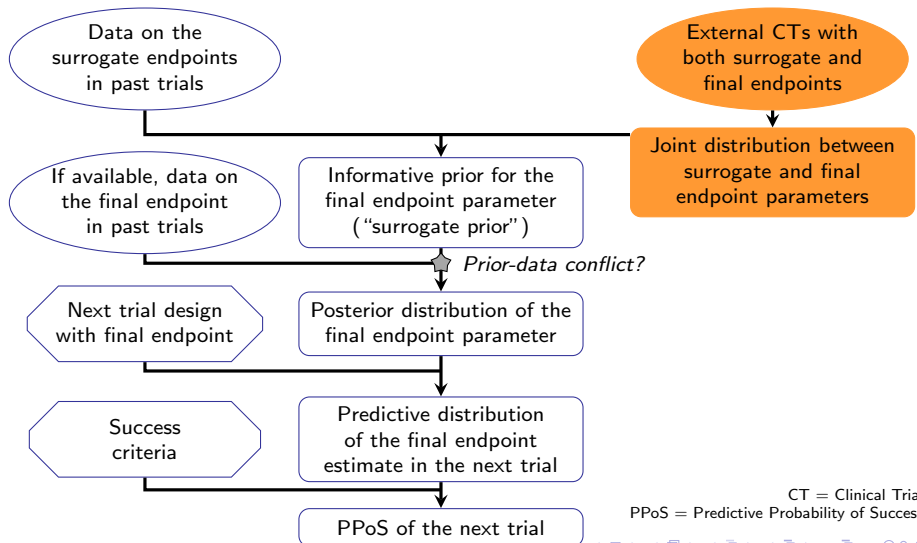 Data on the
surrogate endpoints
in past trials
External CTs with
both surrogate and
final endpoints
Joint distribution between
surrogate and final
endpoint parameters
If available, data on
the final endpoint
in past trials
Informative prior for the
final endpoint parameter
(“surrogate prior”)
Prior-data conflict?
Next trial design
with final endpoint
Posterior distribution of the
final endpoint parameter
Success
criteria
Predictive distribution
of the final endpoint
estimate in the next trial
PPoS of the next trial
CT = Clinical Tria
PPoS = Predictive Probability of Succes